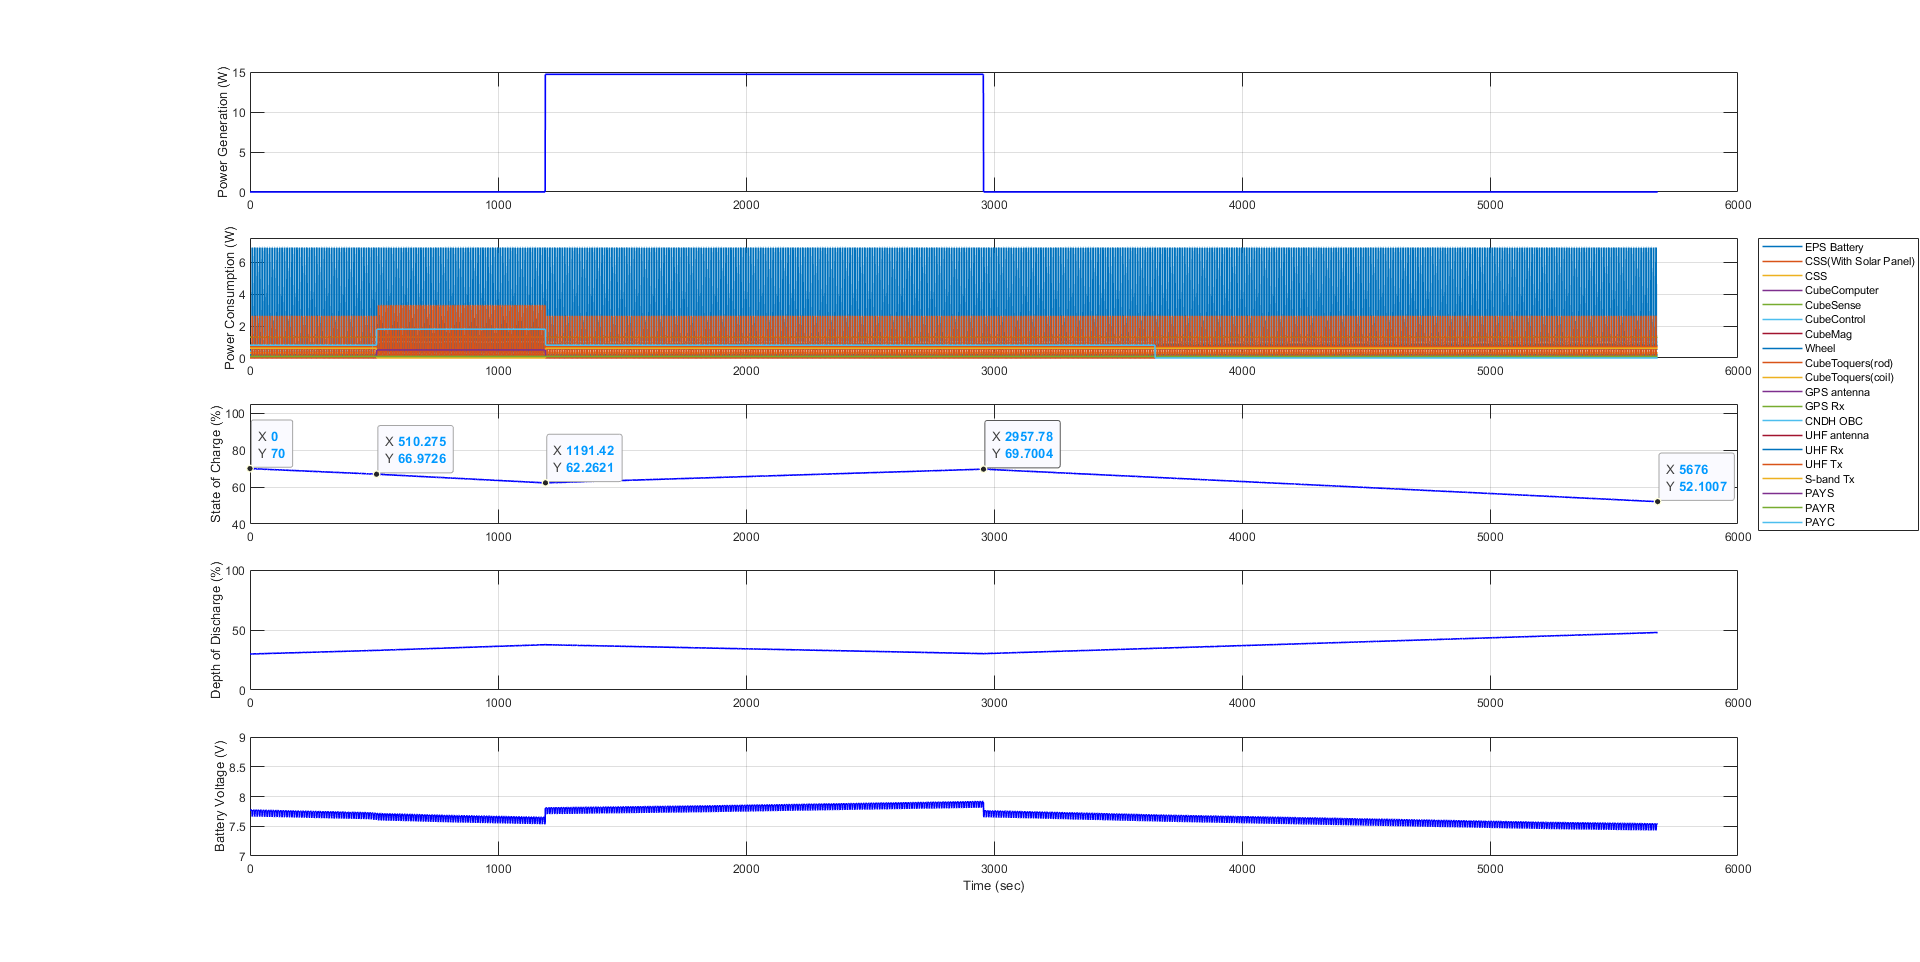 Power Generation (W)
15
10
5
0
0 1000 2000 3000 4000 5000 6000
Power Consumption (W)
6
4
2
0
0 1000 2000 3000 4000 5000 6000
EPS Battery
CSS(With Solar Panel)
CSS
CubeComputer
CubeSense
CubeControl
CubeMag
Wheel
CubeToquers(rod)
CubeToquers(coil)
GPS antenna
GPS Rx
CNDH OBC
UHF antenna
UHF Rx
UHF Tx
S-band Tx
PAYS
PAYR
PAYC
State of Charge (%)
100
80
60
40
X 0
Y 70
X 510.275
Y 66.9726
X 1191.42
Y 62.2621
X 2957.78
Y 69.7004
X 5676
Y 52.1007
0 1000 2000 3000 4000 5000 6000
Depth of Discharge (%)
100
50
0
0 1000 2000 3000 4000 5000 6000
Battery Voltage (V)
9
8.5
8
7.5
7
0 1000 2000 3000 4000 5000 6000
Time (sec)